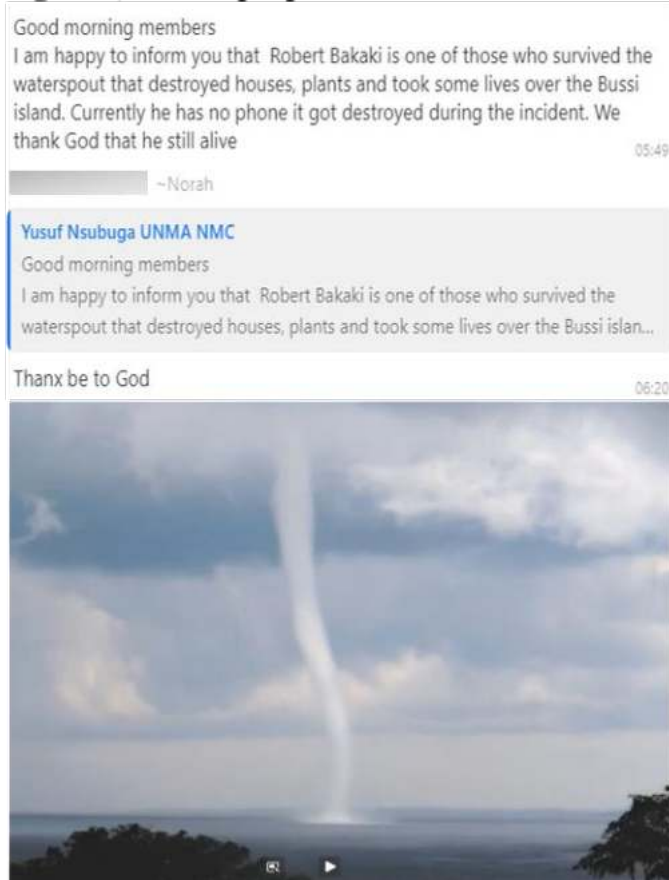 Good morning members
I am happy to inform you that Robert Bakaki is one of those who survived the
waterspout that destroyed houses, plants and took some lives over the Bussi
island. Currently he has no phone it got destroyed during the incident. We
thank God that he still alive
05:49
~Norah
Yusuf Nsubuga UNMA NMC
Good morning members
I am happy to inform you that Robert Bakaki is one of those who survived the
waterspout that destroyed houses, plants and took some lives over the Bussi islan...
Thanx be to God
06:20